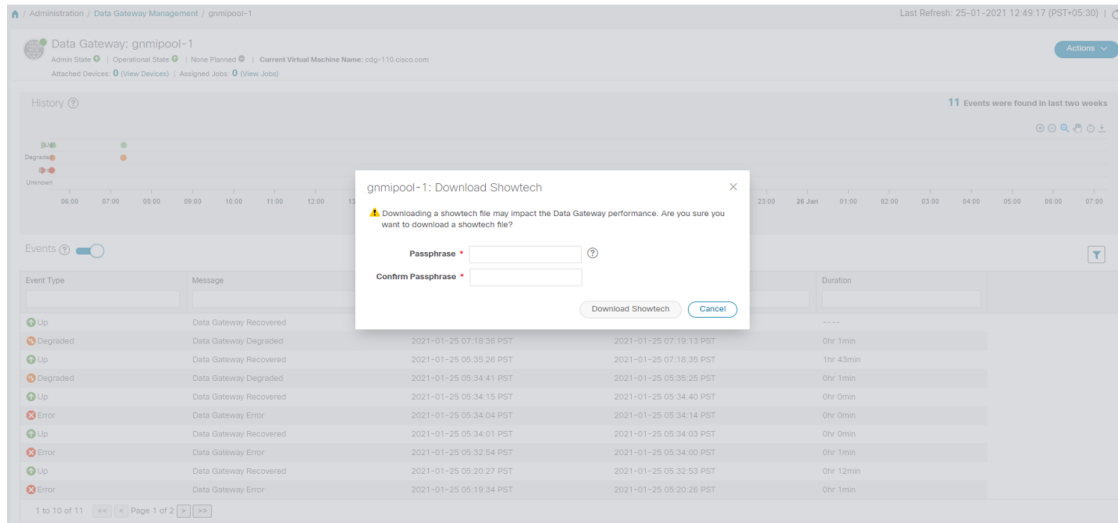 / Administration / Data Gateway Management / gnmipool-1
Last Refresh: 25-01-2021 12:49:17 (PST+05:30) |
Data Gateway: gnmipool-1
Actions
Admin State | Operational State | None Planned | Current Virtual Machine Name: cdg-110.cisco.com
Attached Devices: 0 (View Devices) | Assigned Jobs: 0 (View Jobs)
History
11 Events were found in last two weeks
Degraded
Unknown
06:00 07:00 08:00 09:00 10:00 11:00 12:00 13 23:00 26 Jan 01:00 02:00 03:00 04:00 05:00 06:00 07:00
gnmipool-1: Download Showtech
Downloading a showtech file may impact the Data Gateway performance. Are you sure you
want to download a showtech file?
Passphrase *
Confirm Passphrase *
Download Showtech Cancel
Events
Event Type Message Duration
Up Data Gateway Recovered ----
Degraded Data Gateway Degraded 2021-01-25 07:18:36 PST 2021-01-25 07:19:13 PST 0hr 1min
Up Data Gateway Recovered 2021-01-25 05:35:26 PST 2021-01-25 07:18:35 PST 1hr 43min
Degraded Data Gateway Degraded 2021-01-25 05:34:41 PST 2021-01-25 05:35:25 PST 0hr 1min
Up Data Gateway Recovered 2021-01-25 05:34:15 PST 2021-01-25 05:34:40 PST 0hr 0min
Error Data Gateway Error 2021-01-25 05:34:04 PST 2021-01-25 05:34:14 PST 0hr 0min
Up Data Gateway Recovered 2021-01-25 05:34:01 PST 2021-01-25 05:34:03 PST 0hr 0min
Error Data Gateway Error 2021-01-25 05:32:54 PST 2021-01-25 05:34:00 PST 0hr 1min
Up Data Gateway Recovered 2021-01-25 05:20:27 PST 2021-01-25 05:32:53 PST 0hr 12min
Error Data Gateway Error 2021-01-25 05:19:34 PST 2021-01-25 05:20:26 PST 0hr 1min
1 to 10 of 11 << < Page 1 of 2 > >>